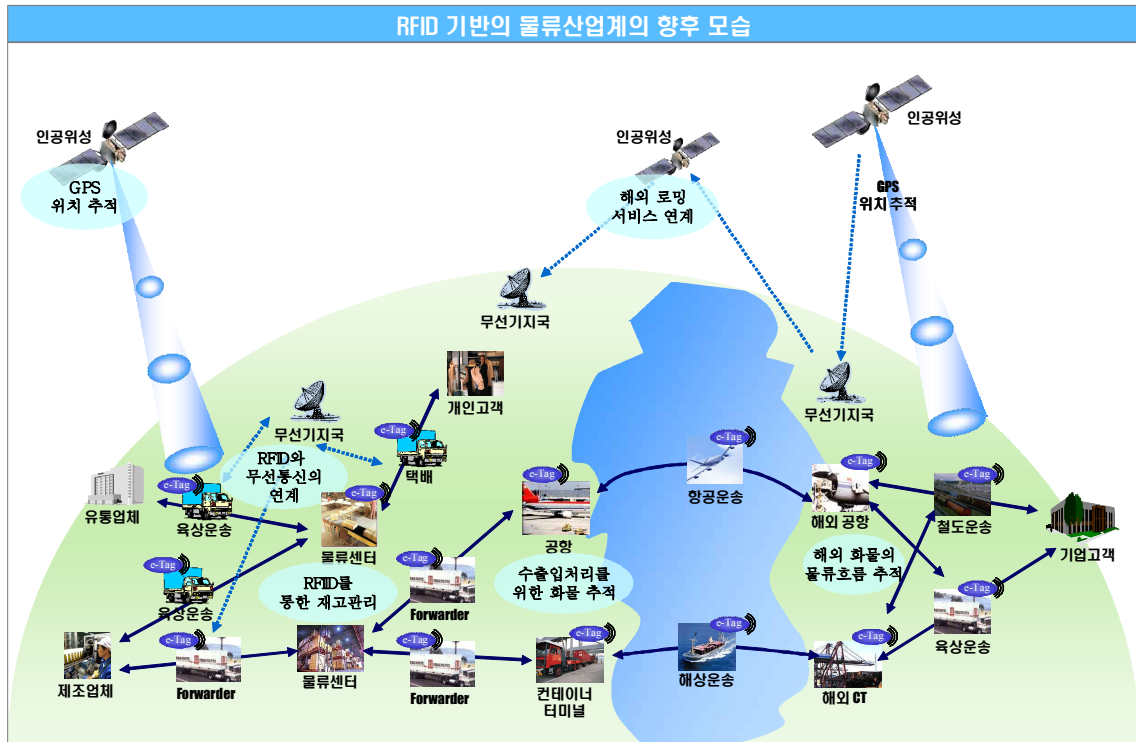 RFID 기반의 물류산업계의 향후 모습
인공위성
GPS
위치 추적
인공위성
해외 로밍
서비스 연계
인공위성
GPS
위치 추적
무선기지국
무선기지국
개인고객
무선기지국
e-Tag
택배
RFID와
무선통신의
연계
e-Tag
유통업체
육상운송
e-Tag
물류센터
e-Tag
공항
e-Tag
항공운송
e-Tag
해외 공항
e-Tag
철도운송
기업고객
e-Tag
육상운송
RFIID를
통한 재고관리
e-Tag
Forwarder
수출입처리를
위한 화물 추적
해외 화물의
물류흐름 추적
e-Tag
육상운송
제조업체
e-Tag
Forwarder
물류센터
e-Tag
Forwarder
e-Tag
컨테이너
터미널
e-Tag
해상운송
e-Tag
해외 CT